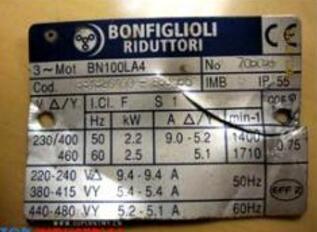 BONFIGLIOLI
RIDUTTORI
CE
3~Mot BN100LA4 No
Cod. IMB IP 55
V △/Y I.Cl. F S 1 cosφ
Hz kW A △/Y min-1
230/400 50 2.2 9.0-5.2 1400
460 60 2.5 5.1 1710 0.75
220-240 V△ 9.4-9.4 A 50Hz
380-415 VY 5.4-5.4 A
440-480 VY 5.2-5.1 A 60Hz
EFF 2